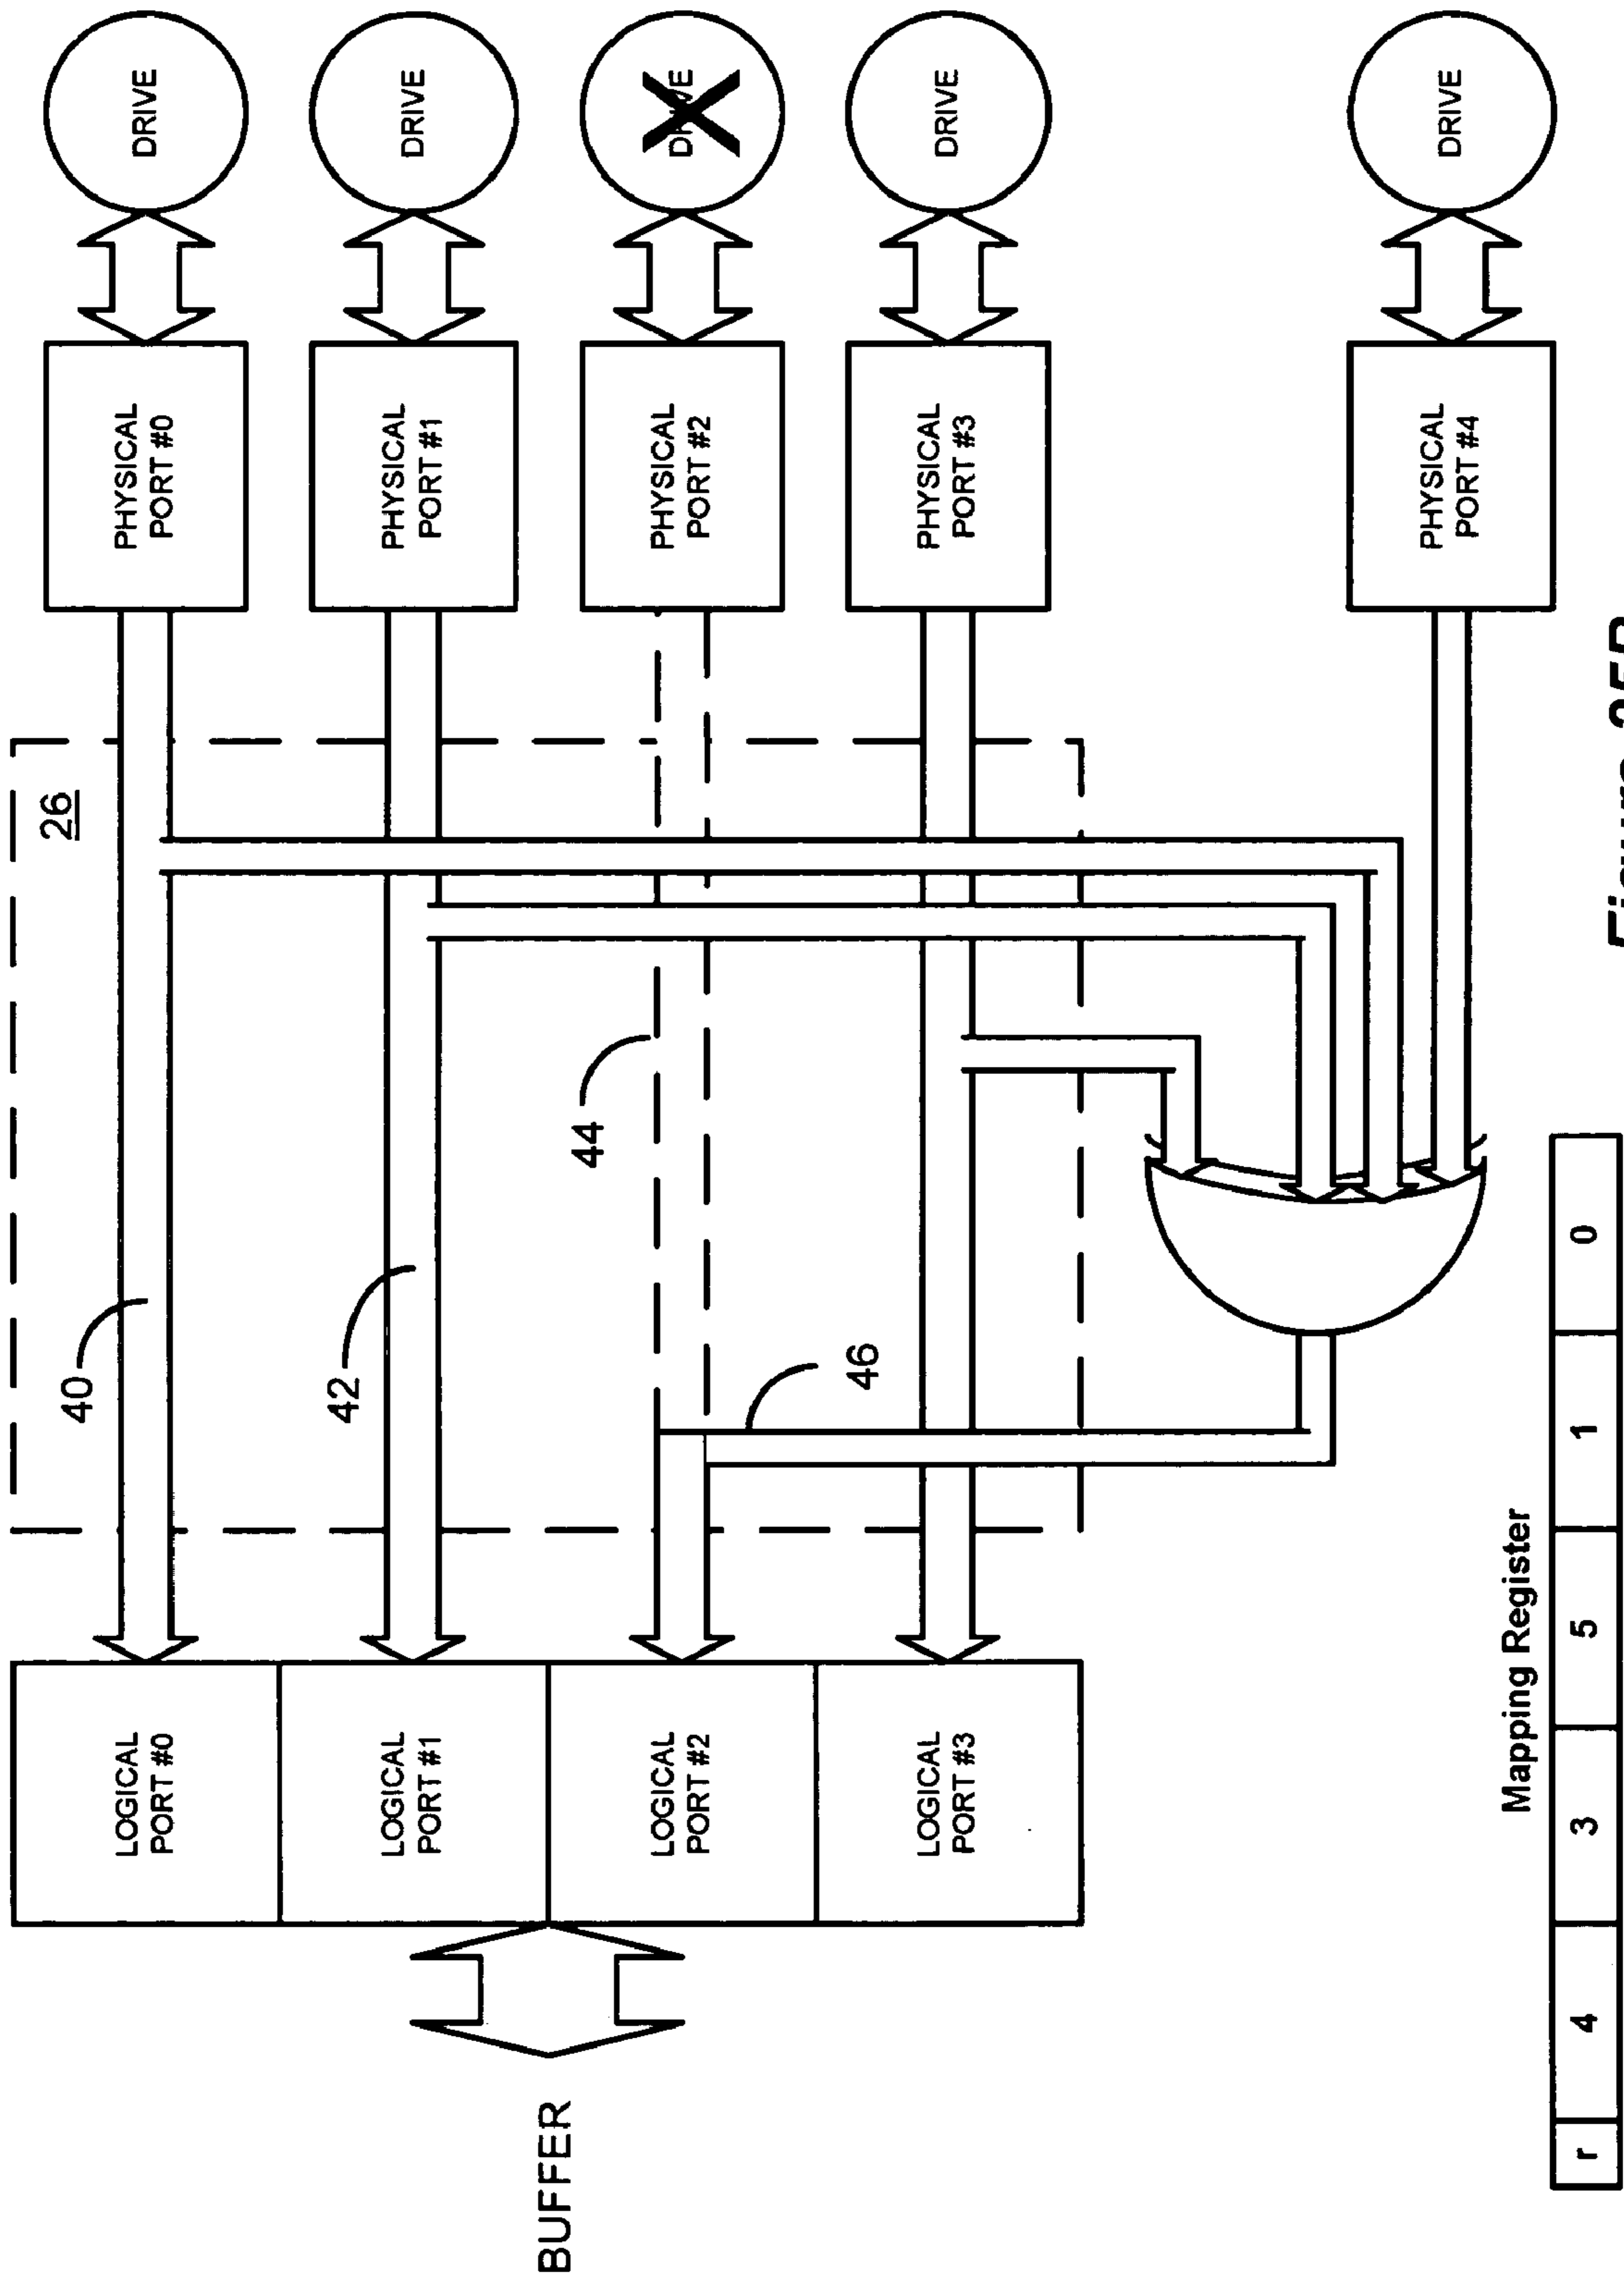 26
40
LOGICAL
PORT #0
PHYSICAL
PORT #0
DRIVE
42
LOGICAL
PORT #1
PHYSICAL
PORT #1
DRIVE
BUFFER
44
LOGICAL
PORT #2
PHYSICAL
PORT #2
DRIVE
46
LOGICAL
PORT #3
PHYSICAL
PORT #3
DRIVE
PHYSICAL
PORT #4
DRIVE
Mapping Register
r 4 3 5 1 0
Figure